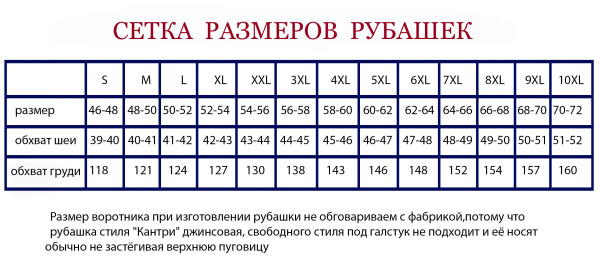 СЕТКА РАЗМЕРОВ РУБАШЕК
S M L XL XXL 3XL 4XL 5XL 6XL 7XL 8XL 9XL 10XL
размер 46-48 48-50 50-52 52-54 54-56 56-58 58-60 60-62 62-64 64-66 66-68 68-70 70-72
обхват шеи 39-40 40-41 41-42 42-43 43-44 44-45 45-46 46-47 47-48 48-49 49-50 50-51 51-52
обхват груди 118 121 124 127 130 138 143 146 148 152 154 157 160
Размер воротника при изготовлении рубашки не обговариваем с фабрикой,потому что
рубашка стиля "Кантри" джинсовая, свободного стиля под галстук не подходит и её носят
обычно не застёгивая верхнюю пуговицу